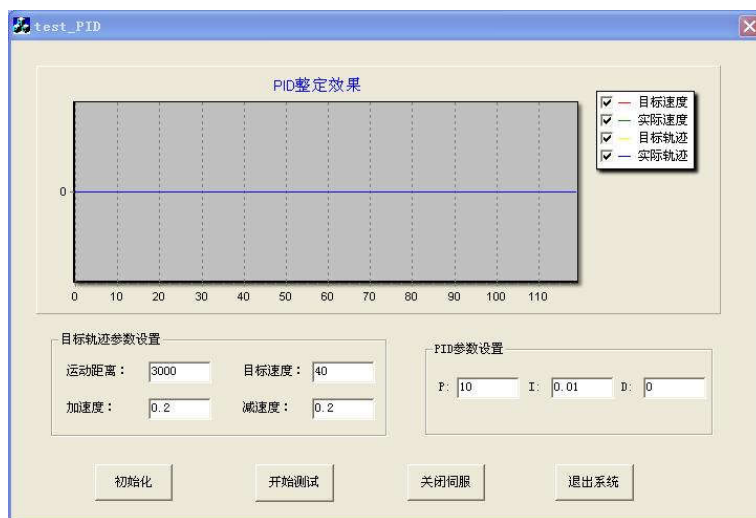 test_PID
PID整定效果
目标速度
实际速度
目标轨迹
实际轨迹
0
0 10 20 30 40 50 60 70 80 90 100 110
目标轨迹参数设置
运动距离： 3000 目标速度： 40
加速度： 0.2 减速度： 0.2
PID参数设置
P: 10 I: 0.01 D: 0
初始化 开始测试 关闭伺服 退出系统